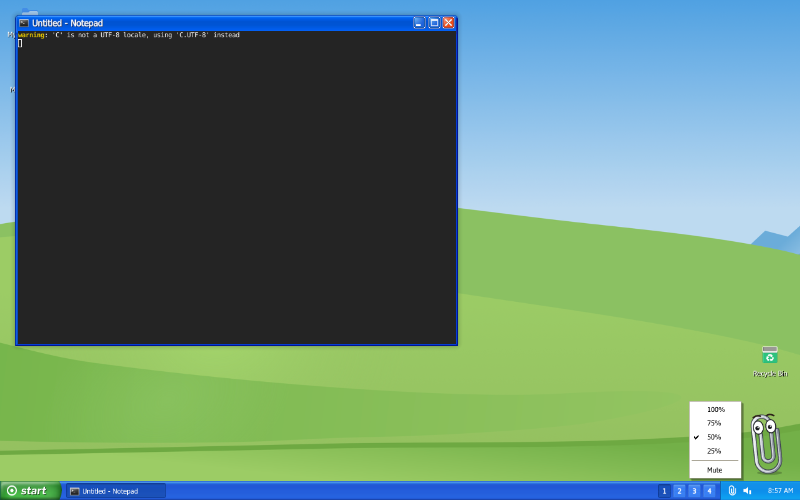 Untitled - Notepad
warning: 'C' is not a UTF-8 locale, using 'C.UTF-8' instead
Recycle Bin
100%
75%
50%
25%
Mute
start
Untitled - Notepad
1 2 3 4
8:57 AM